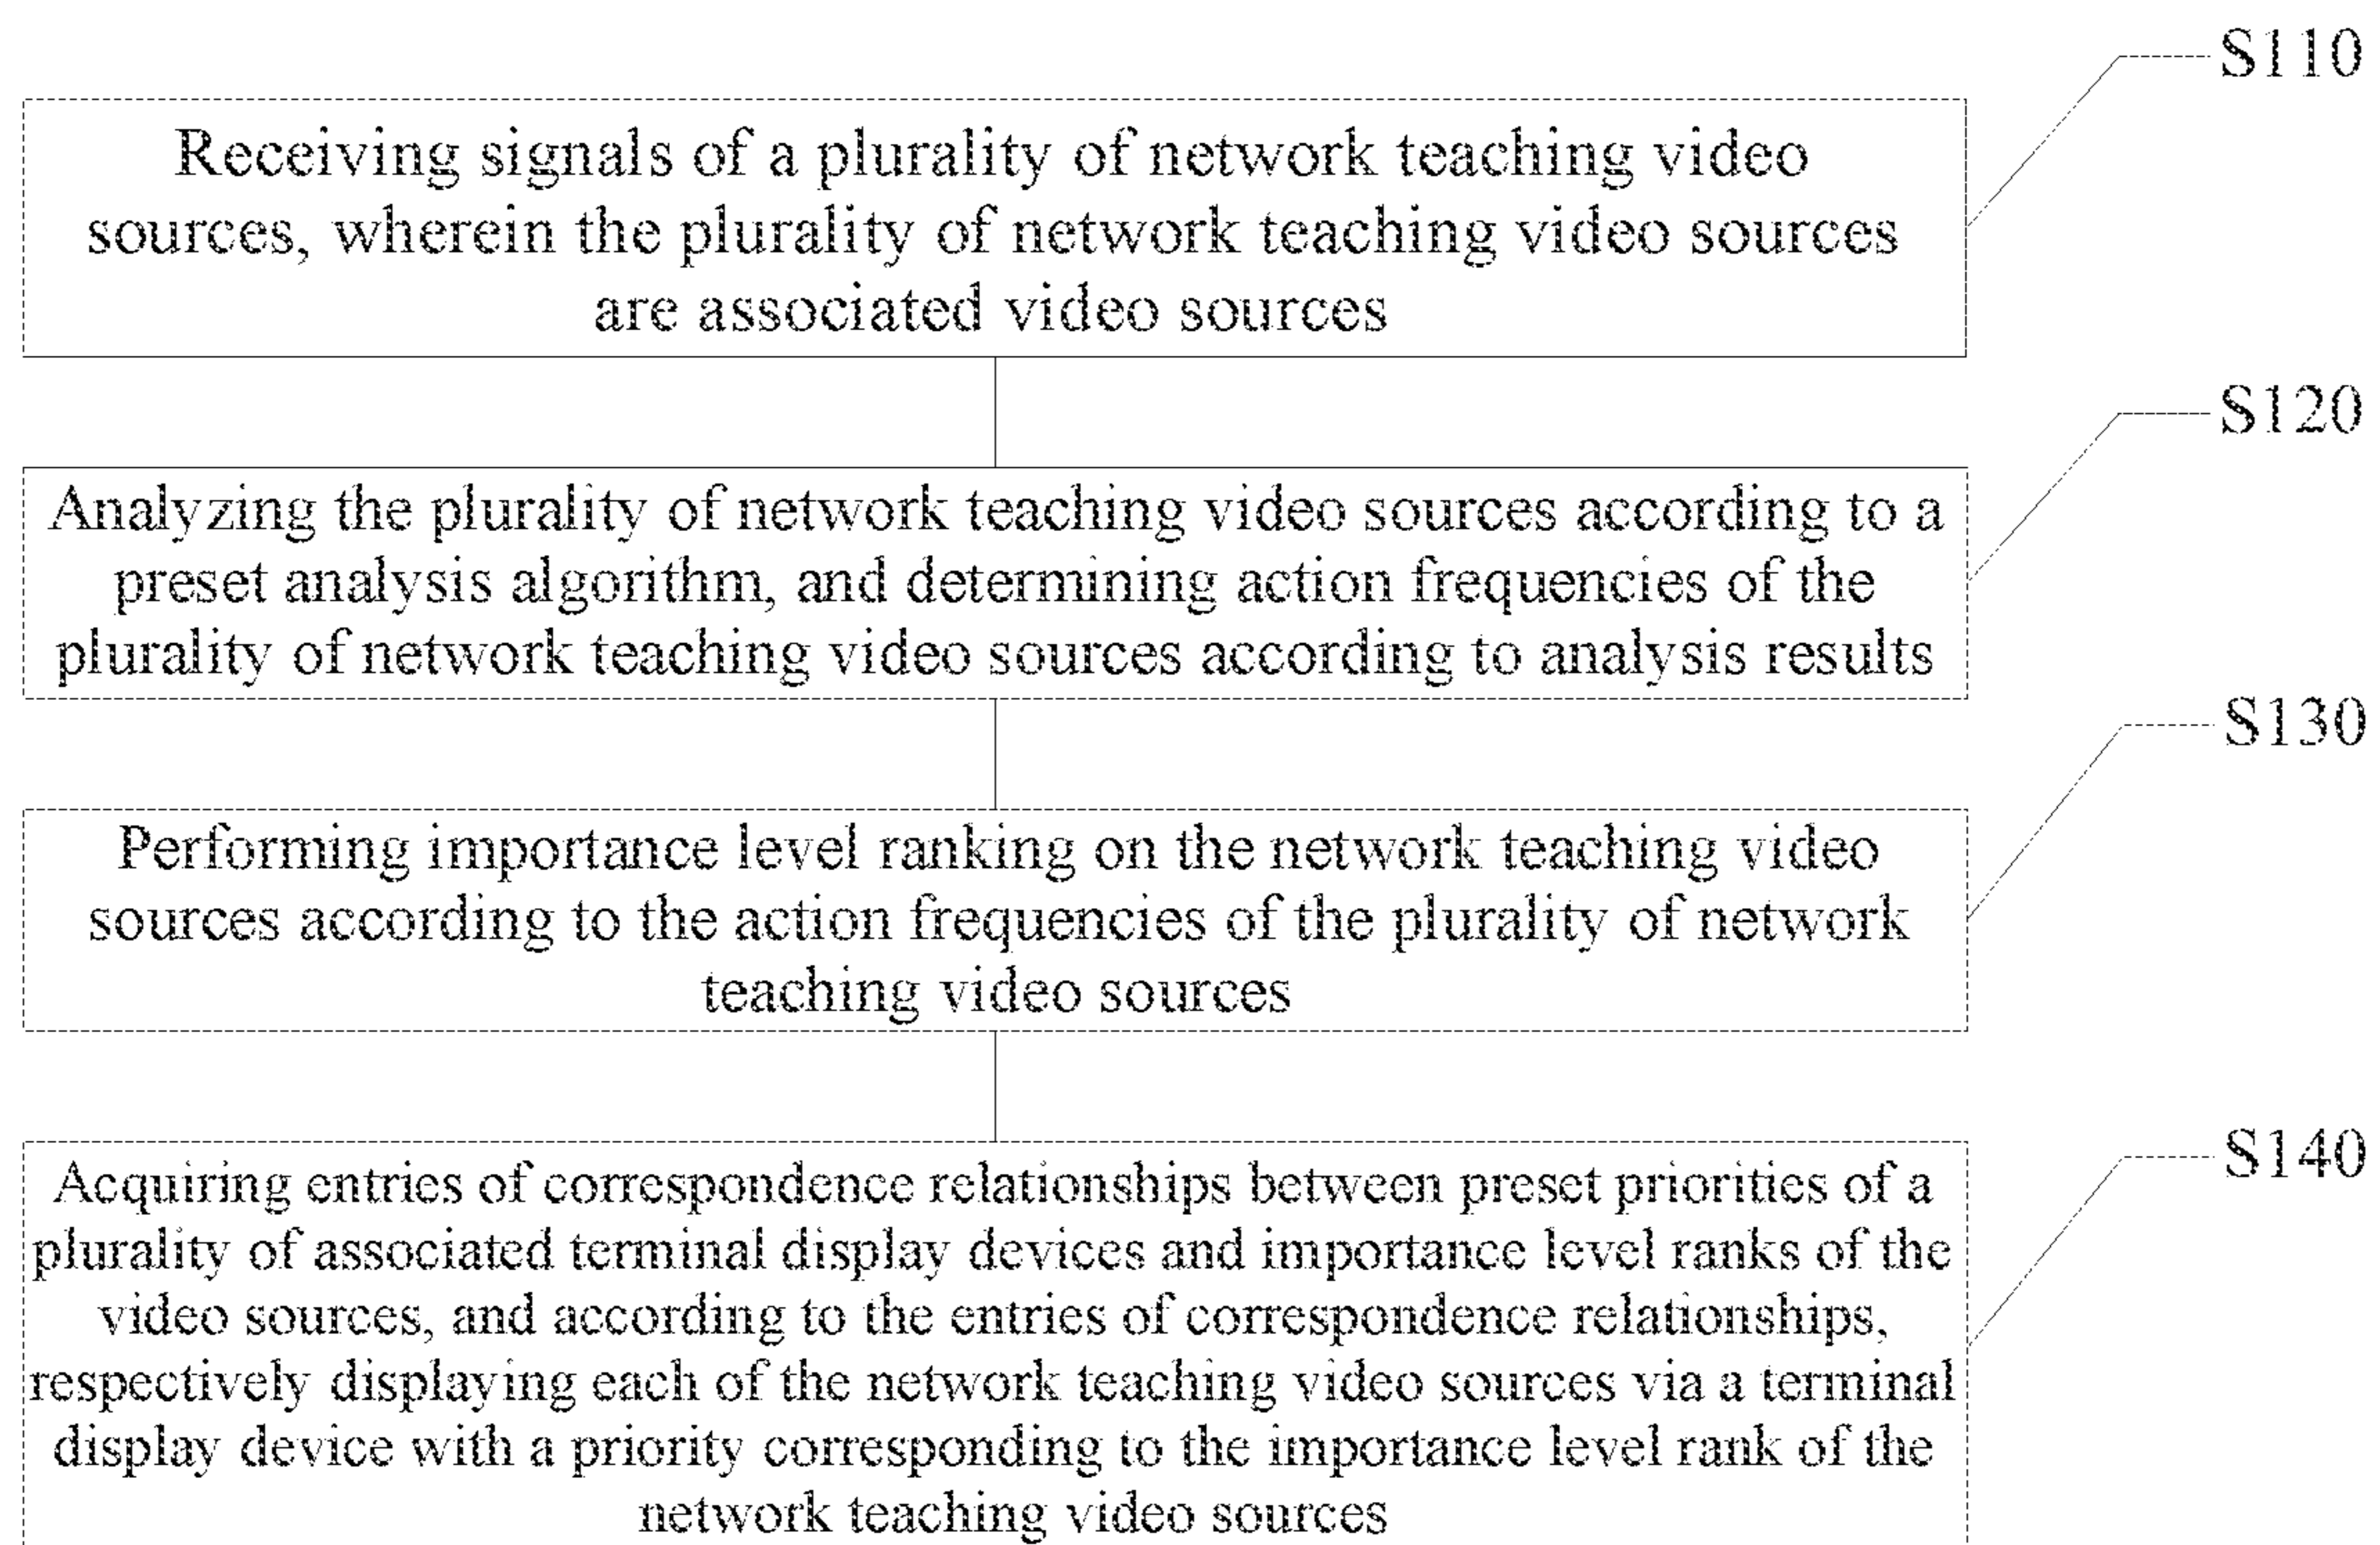 S110
Receiving signals of a plurality of network teaching video
sources, wherein the plurality of network teaching video sources
are associated video sources
S120
Analyzing the plurality of network teaching video sources according to a
preset analysis algorithm, and determining action frequencies of the
plurality of network teaching video sources according to analysis results
S130
Performing importance level ranking on the network teaching video
sources according to the action frequencies of the plurality of network
teaching video sources
S140
Acquiring entries of correspondence relationships between preset priorities of a
plurality of associated terminal display devices and importance level ranks of the
video sources, and according to the entries of correspondence relationships,
respectively displaying each of the network teaching video sources via a terminal
display device with a priority corresponding to the importance level rank of the
network teaching video sources